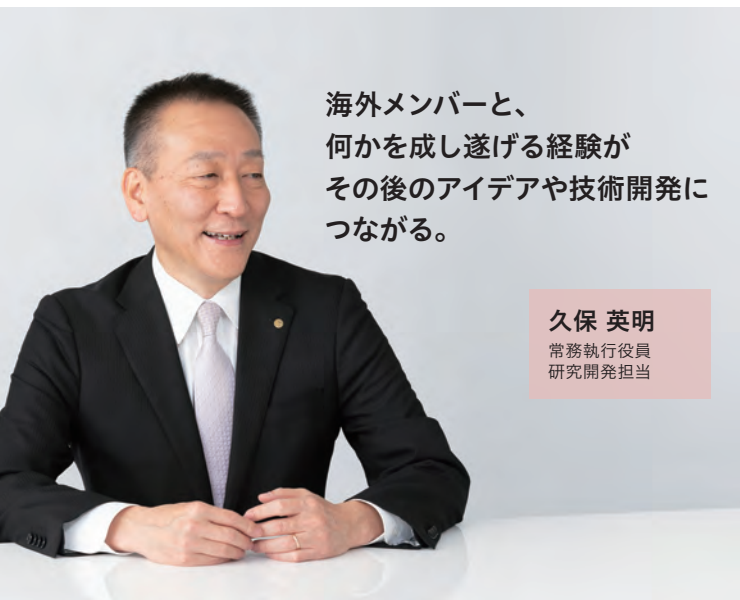 海外メンバーと、
何かを成し遂げる経験が
その後のアイデアや技術開発に
つながる。
久保 英明
常務執行役員
研究開発担当